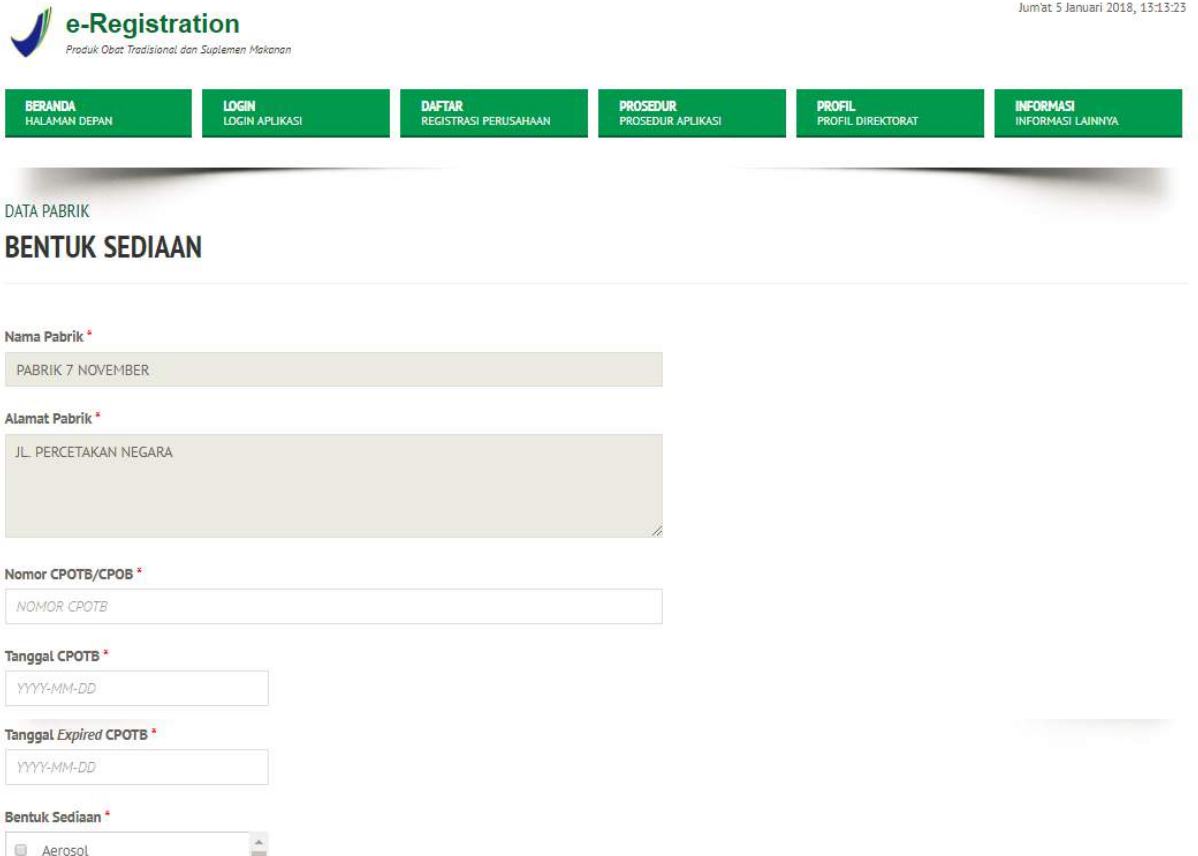 Jum'at 5 Januari 2018, 13:13:23
e-Registration
Produk Obat Tradisional dan Suplemen Makanan
BERANDA
HALAMAN DEPAN
LOGIN
LOGIN APLIKASI
DAFTAR
REGISTRASI PERUSAHAAN
PROSEDUR
PROSEDUR APLIKASI
PROFIL
PROFIL DIREKTORAT
INFORMASI
INFORMASI LAINNYA
DATA PABRIK
BENTUK SEDIAAN
Nama Pabrik *
PABRIK 7 NOVEMBER
Alamat Pabrik *
JL. PERCETAKAN NEGARA
Nomor CPOTB/CPOB *
NOMOR CPOTB
Tanggal CPOTB *
YYYY-MM-DD
Tanggal Expired CPOTB *
YYYY-MM-DD
Bentuk Sediaan *
Aerosol